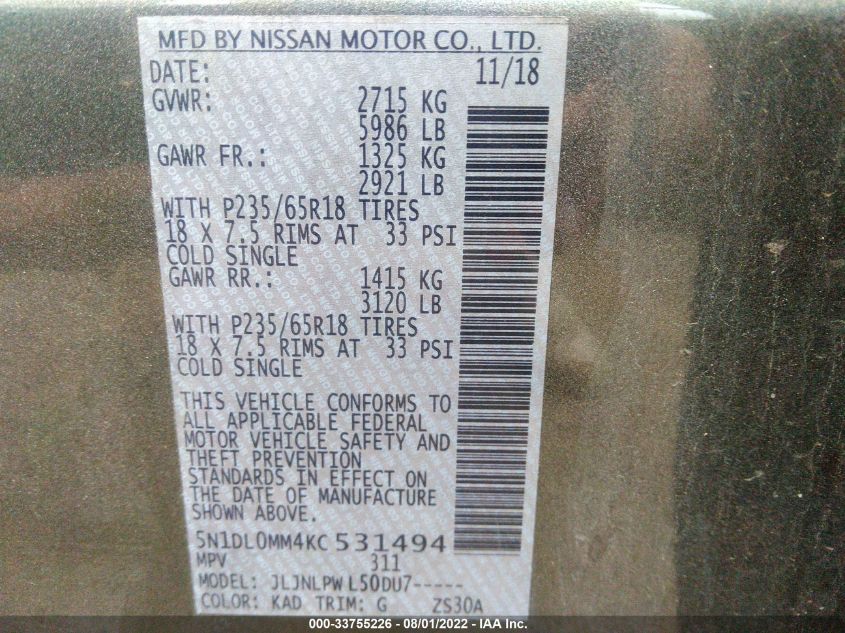 MFD BY NISSAN MOTOR CO., LTD.
DATE: 11/18
GVWR: 2715 KG
5986 LB
GAWR FR.: 1325 KG
2921 LB
WITH P235/65R18 TIRES
18 X 7.5 RIMS AT 33 PSI
COLD SINGLE
GAWR RR.: 1415 KG
3120 LB
WITH P235/65R18 TIRES
18 X 7.5 RIMS AT 33 PSI
COLD SINGLE
THIS VEHICLE CONFORMS TO
ALL APPLICABLE FEDERAL
MOTOR VEHICLE SAFETY AND
THEFT PREVENTION
STANDARDS IN EFFECT ON
THE DATE OF MANUFACTURE
SHOWN ABOVE.
5N1DL0MM4KC 531494
MPV 311
MODEL: JLJNLPW L50DU7-----
COLOR: KAD TRIM: G ZS30A
000-33755226 - 08/01/2022 - IAA Inc.